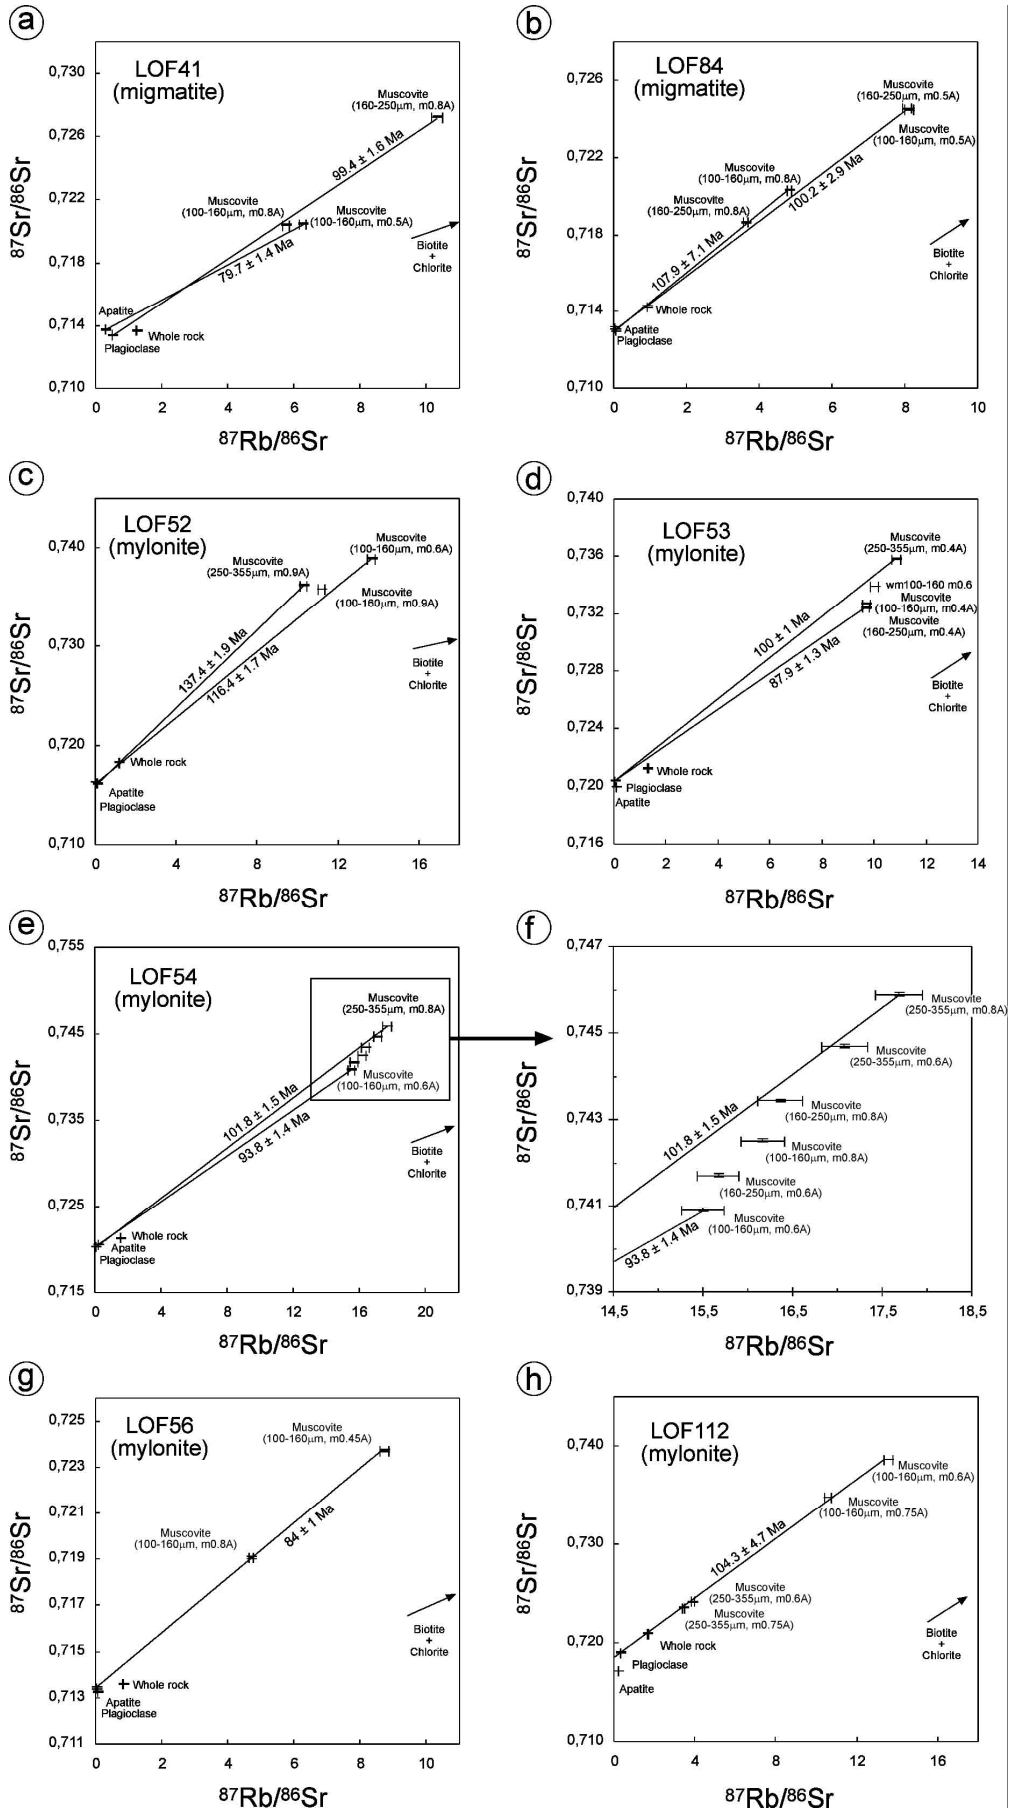 a
LOF41
(migmatite)
0,730
0,726
0,722
0,718
0,714
0,710
87Sr/86Sr
Muscovite
(160-250µm, m0.8A)
99.4 ± 1.6 Ma
Muscovite
(100-160µm, m0.8A)
Muscovite
(100-160µm, m0.5A)
79.7 ± 1.4 Ma
Biotite
+
Chlorite
Apatite
Whole rock
Plagioclase
0 2 4 6 8 10
87Rb/86Sr
b
LOF84
(migmatite)
0,726
0,722
0,718
0,714
0,710
87Sr/86Sr
Muscovite
(160-250µm, m0.5A)
Muscovite
(100-160µm, m0.5A)
Muscovite
(100-160µm, m0.8A)
100.2 ± 2.9 Ma
Muscovite
(160-250µm, m0.8A)
107.9 ± 7.1 Ma
Biotite
+
Chlorite
Whole rock
Apatite
Plagioclase
0 2 4 6 8 10
87Rb/86Sr
c
LOF52
(mylonite)
0,740
0,730
0,720
0,710
87Sr/86Sr
Muscovite
(100-160µm, m0.6A)
Muscovite
(250-355µm, m0.9A)
Muscovite
(100-160µm, m0.9A)
137.4 ± 1.9 Ma
116.4 ± 1.7 Ma
Biotite
+
Chlorite
Whole rock
Apatite
Plagioclase
0 4 8 12 16
87Rb/86Sr
d
LOF53
(mylonite)
0,740
0,736
0,732
0,728
0,724
0,720
0,716
87Sr/86Sr
Muscovite
(250-355µm, m0.4A)
wm100-160 m0.6
Muscovite
(100-160µm, m0.4A)
Muscovite
(160-250µm, m0.4A)
100 ± 1 Ma
87.9 ± 1.3 Ma
Biotite
+
Chlorite
Whole rock
Plagioclase
Apatite
0 2 4 6 8 10 12 14
87Rb/86Sr
e
LOF54
(mylonite)
0,755
0,745
0,735
0,725
0,715
87Sr/86Sr
Muscovite
(250-355µm, m0.8A)
Muscovite
(100-160µm, m0.6A)
101.8 ± 1.5 Ma
93.8 ± 1.4 Ma
Biotite
+
Chlorite
Whole rock
Apatite
Plagioclase
0 4 8 12 16 20
87Rb/86Sr
f
0,747
0,745
0,743
0,741
0,739
87Sr/86Sr
Muscovite
(250-355µm, m0.8A)
Muscovite
(250-355µm, m0.6A)
Muscovite
(160-250µm, m0.8A)
101.8 ± 1.5 Ma
Muscovite
(100-160µm, m0.8A)
Muscovite
(160-250µm, m0.6A)
Muscovite
(100-160µm, m0.6A)
93.8 ± 1.4 Ma
14,5 15,5 16,5 17,5 18,5
87Rb/86Sr
g
LOF56
(mylonite)
0,725
0,723
0,721
0,719
0,717
0,715
0,713
0,711
87Sr/86Sr
Muscovite
(100-160µm, m0.45A)
84 ± 1 Ma
Muscovite
(100-160µm, m0.8A)
Biotite
+
Chlorite
Whole rock
Apatite
Plagioclase
0 2 4 6 8 10
87Rb/86Sr
h
LOF112
(mylonite)
0,740
0,730
0,720
0,710
87Sr/86Sr
Muscovite
(100-160µm, m0.6A)
Muscovite
(100-160µm, m0.75A)
104.3 ± 4.7 Ma
Muscovite
(250-355µm, m0.6A)
Muscovite
(250-355µm, m0.75A)
Biotite
+
Chlorite
Whole rock
Plagioclase
Apatite
0 4 8 12 16
87Rb/86Sr